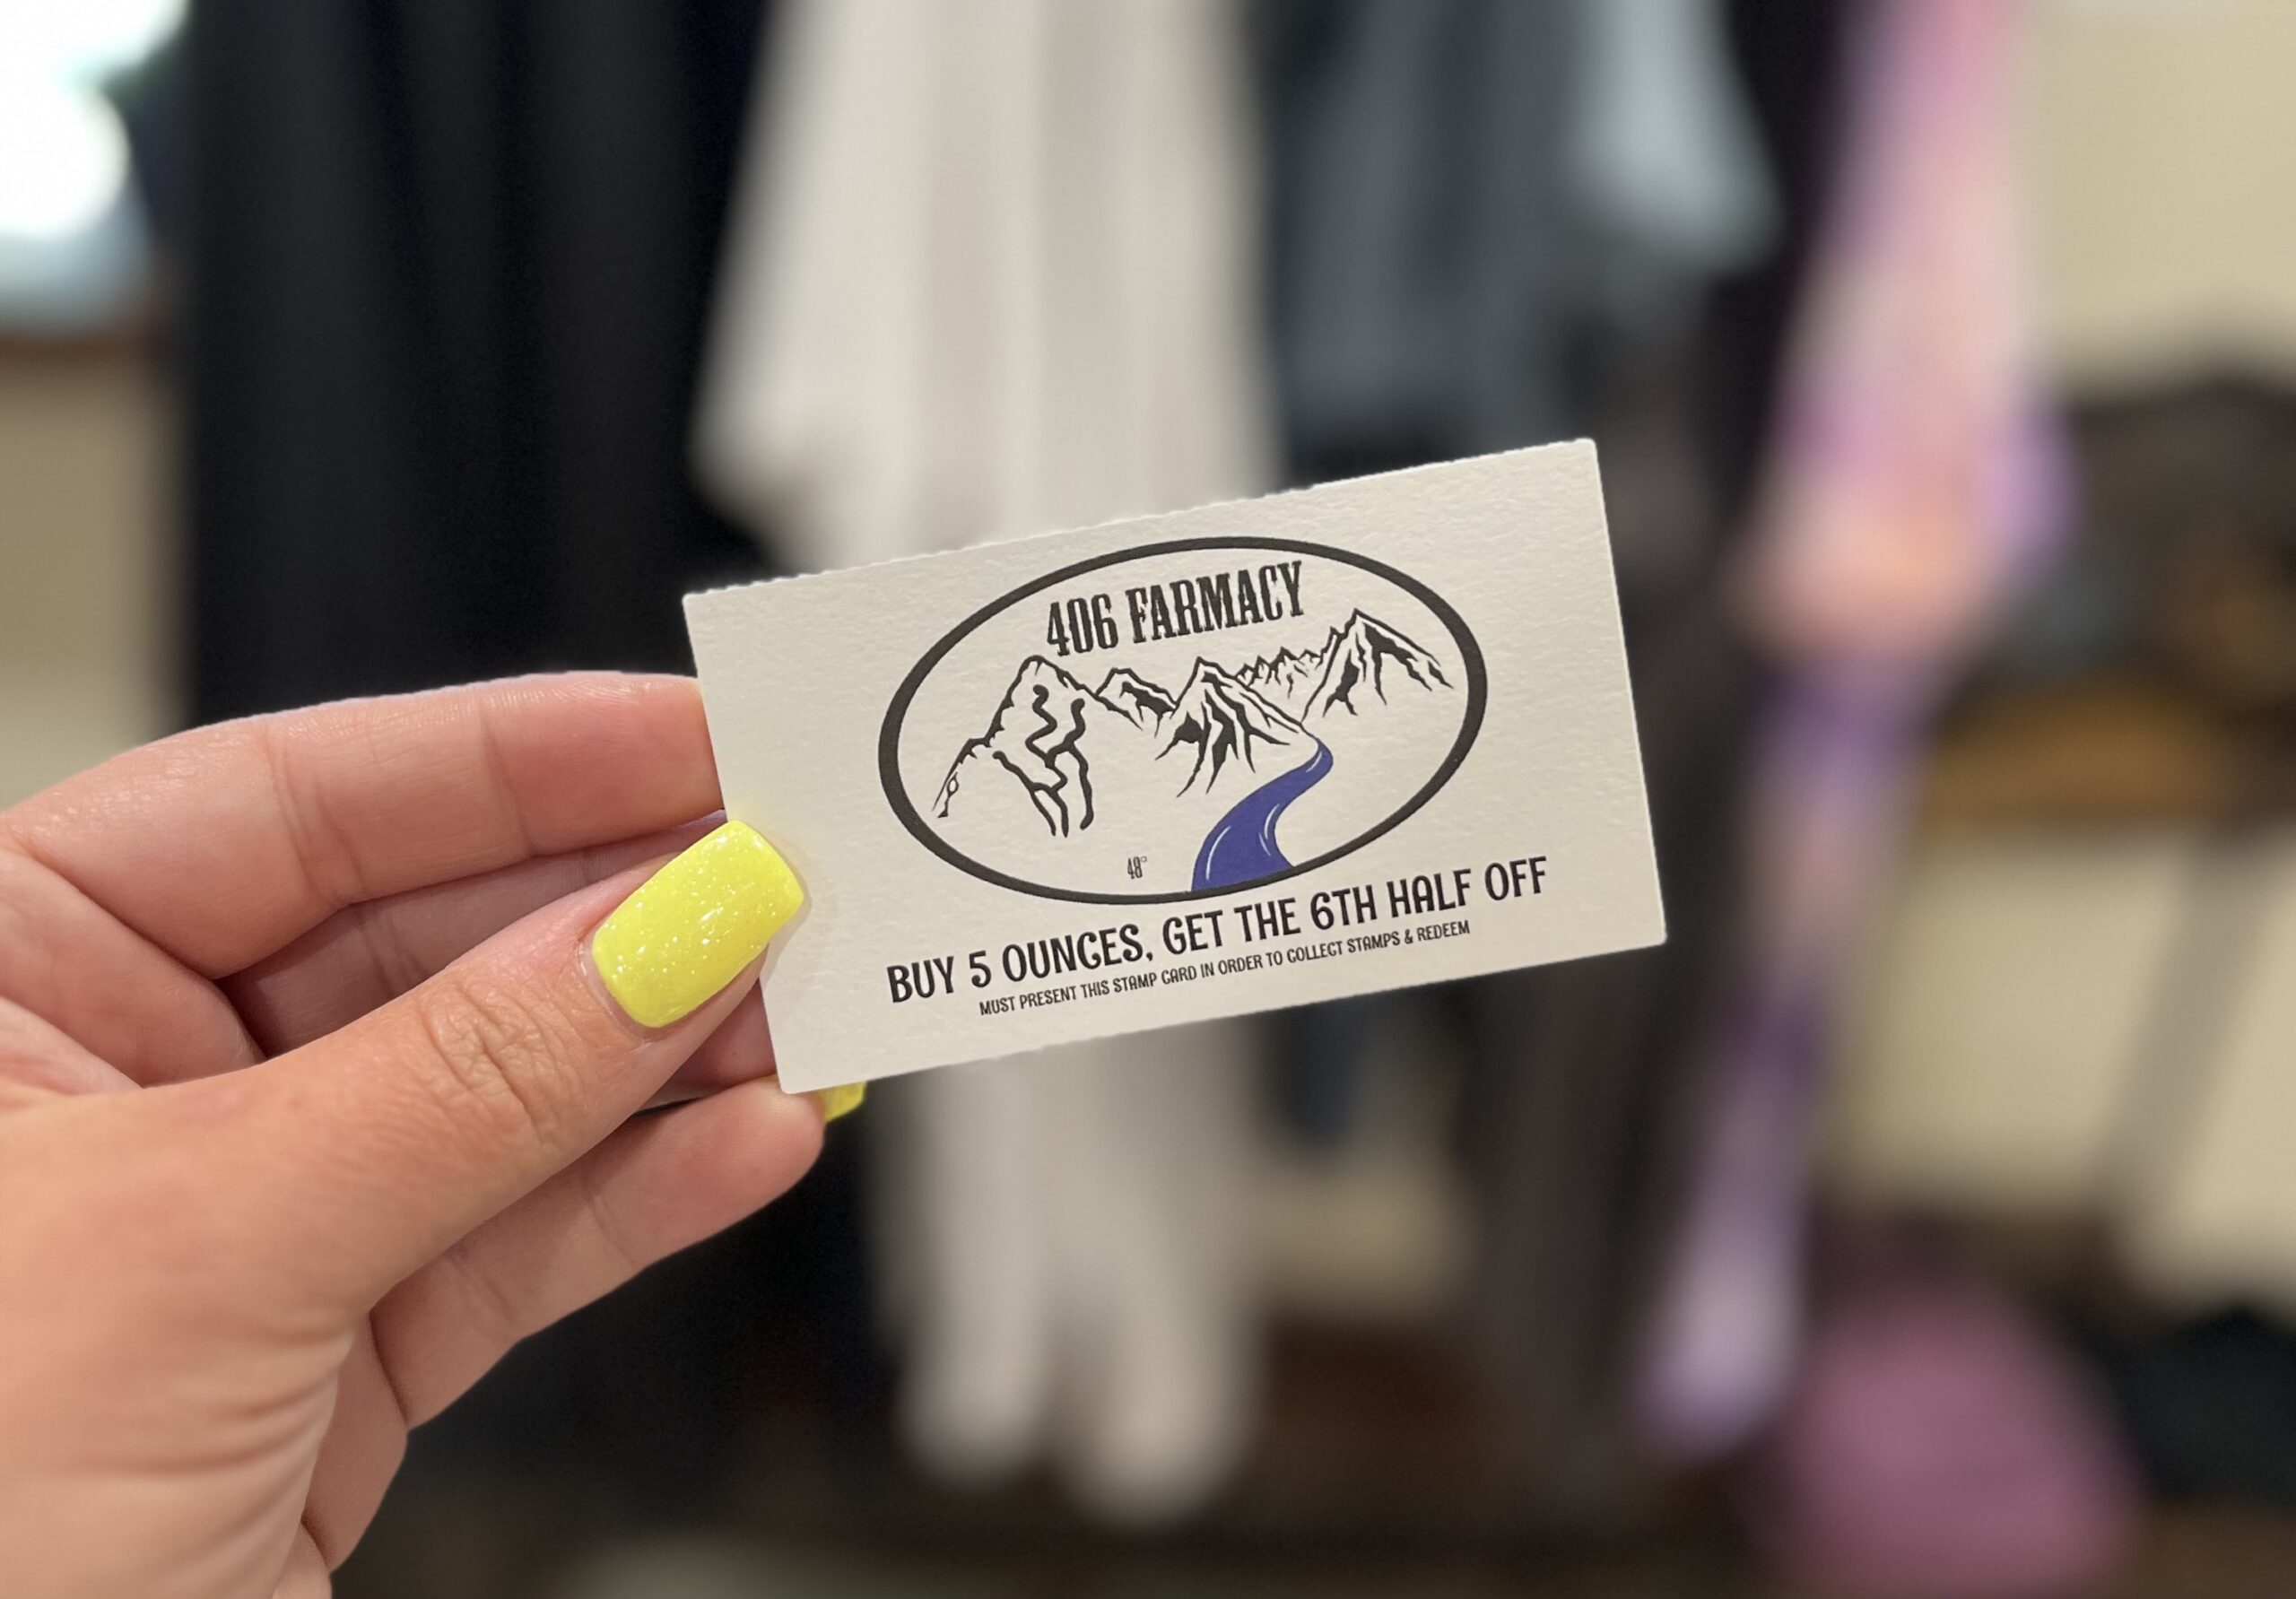 406 FARMACY
48°
BUY 5 OUNCES, GET THE 6TH HALF OFF
MUST PRESENT THIS STAMP CARD IN ORDER TO COLLECT STAMPS & REDEEM